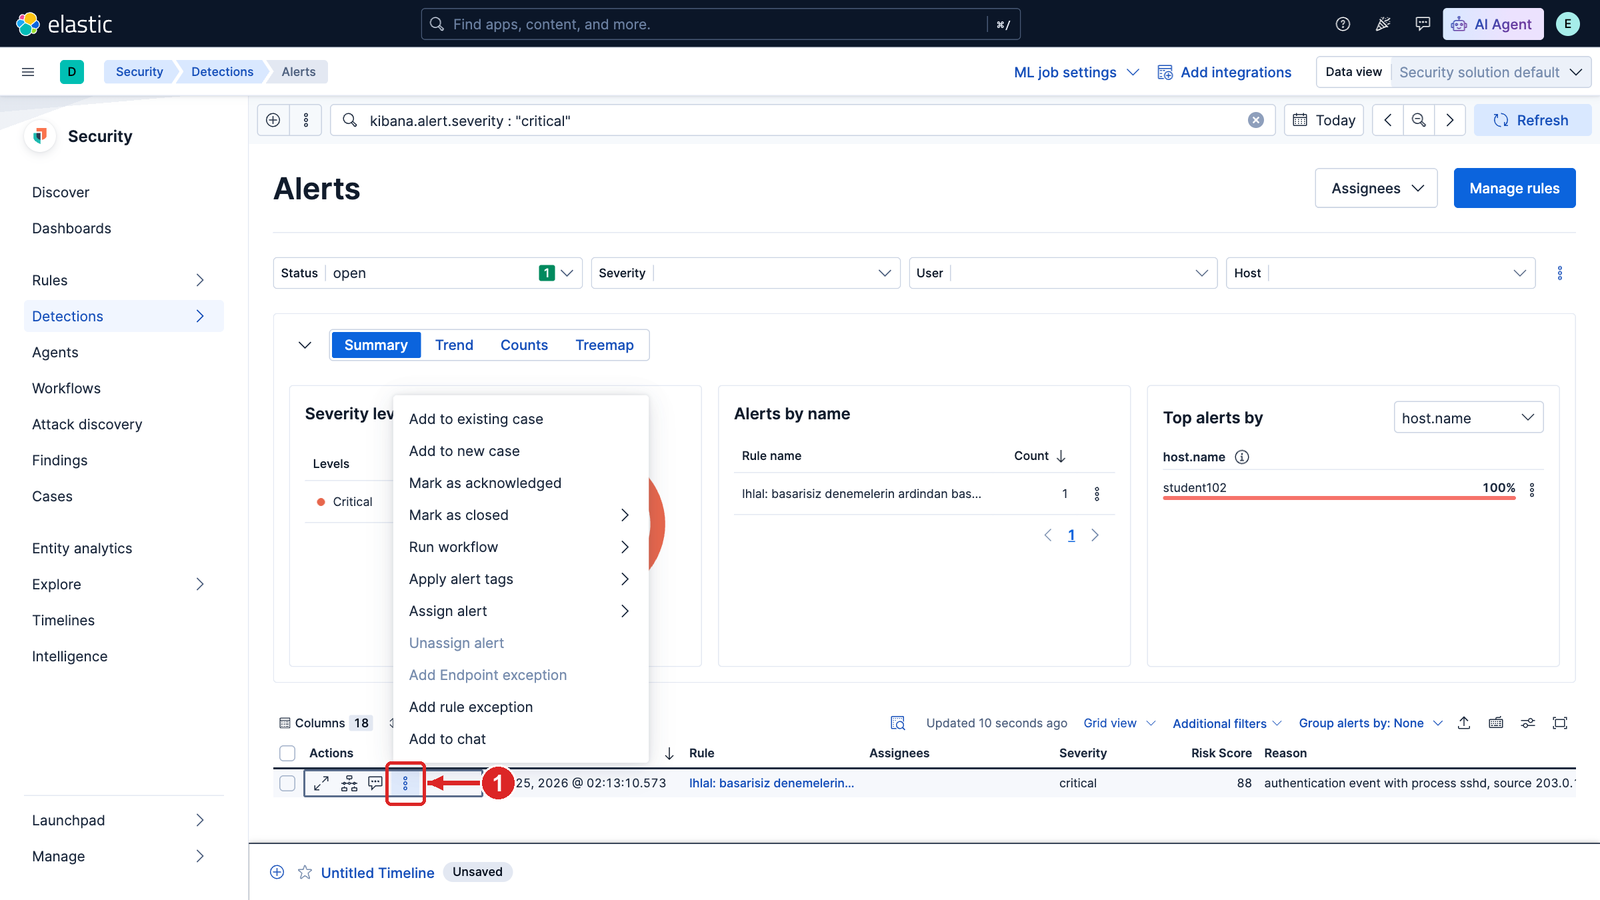 elastic
Find apps, content, and more.
⌘/
AI Agent
E
D
Security
Detections
Alerts
ML job settings
Add integrations
Data view
Security solution default
Security
kibana.alert.severity : "critical"
Today
Refresh
Discover
Dashboards
Rules
Detections
Agents
Workflows
Attack discovery
Findings
Cases
Entity analytics
Explore
Timelines
Intelligence
Launchpad
Manage
Alerts
Assignees
Manage rules
Status open 1
Severity
User
Host
Summary
Trend
Counts
Treemap
Levels
Critical
Add to existing case
Add to new case
Mark as acknowledged
Mark as closed
Run workflow
Apply alert tags
Assign alert
Unassign alert
Add Endpoint exception
Add rule exception
Add to chat
Severity lev
Alerts by name
Rule name
Count
Ihlal: basarisiz denemelerin ardindan bas...
1
1
Top alerts by
host.name
host.name
student102
100%
Columns 18
Updated 10 seconds ago
Grid view
Additional filters
Group alerts by: None
Actions
Rule
Assignees
Severity
Risk Score
Reason
1
25, 2026 @ 02:13:10.573
Ihlal: basarisiz denemelerin...
critical
88
authentication event with process sshd, source 203.0.
Untitled Timeline
Unsaved